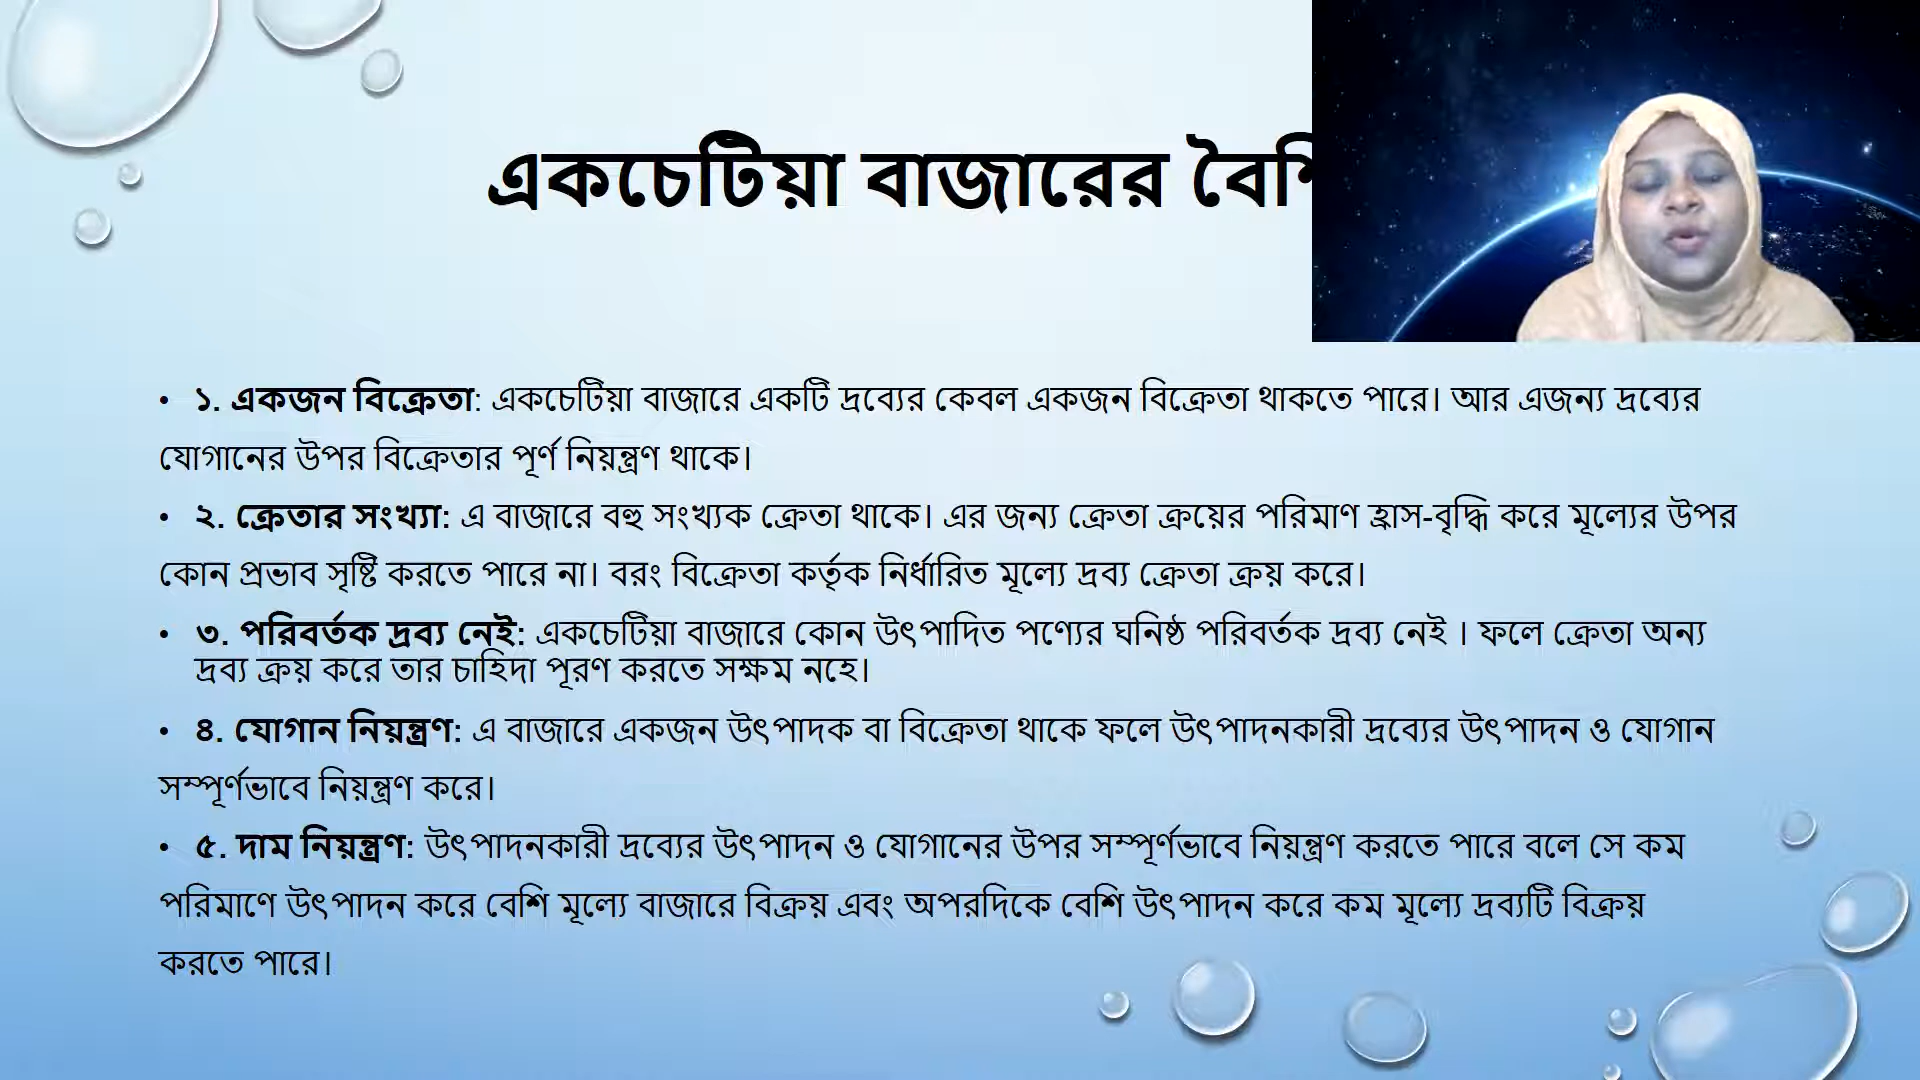 একচেটিয়া বাজারের
• ১. একজন বিক্রেতা: একচেটিয়া বাজারে একটি দ্রব্যের কেবল একজন বিক্রেতা থাকতে পারে। আর এজন্য দ্রব্যের
যোগানের উপর বিক্রেতার পূর্ণ নিয়ন্ত্রণ থাকে।
• ২. ক্রেতার সংখ্যা: এ বাজারে বহু সংখ্যক ক্রেতা থাকে। এর জন্য ক্রেতা ক্রয়ের পরিমাণ হ্রাস-বৃদ্ধি করে মূল্যের উপর
কোন প্রভাব সৃষ্টি করতে পারে না। বরং বিক্রেতা কর্তৃক নির্ধারিত মূল্যে দ্রব্য ক্রেতা ক্রয় করে।
• ৩. পরিবর্তক দ্রব্য নেই: একচেটিয়া বাজারে কোন উৎপাদিত পণ্যের ঘনিষ্ঠ পরিবর্তক দ্রব্য নেই । ফলে ক্রেতা অন্য
দ্রব্য ক্রয় করে তার চাহিদা পূরণ করতে সক্ষম নহে।
• ৪. যোগান নিয়ন্ত্রণ: এ বাজারে একজন উৎপাদক বা বিক্রেতা থাকে ফলে উৎপাদনকারী দ্রব্যের উৎপাদন ও যোগান
সম্পূর্ণভাবে নিয়ন্ত্রণ করে।
• ৫. দাম নিয়ন্ত্রণ: উৎপাদনকারী দ্রব্যের উৎপাদন ও যোগানের উপর সম্পূর্ণভাবে নিয়ন্ত্রণ করতে পারে বলে সে কম
পরিমাণে উৎপাদন করে বেশি মূল্যে বাজারে বিক্রয় এবং অপরদিকে বেশি উৎপাদন করে কম মূল্যে দ্রব্যটি বিক্রয়
করতে পারে।